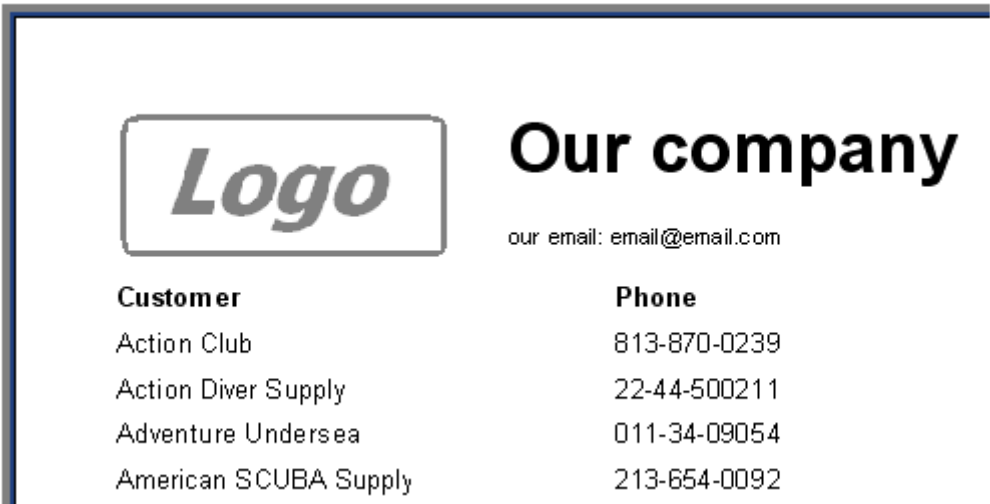 Logo
Our company
our email: email@email.com
Customer Phone
Action Club 813-870-0239
Action Diver Supply 22-44-500211
Adventure Undersea 011-34-09054
American SCUBA Supply 213-654-0092